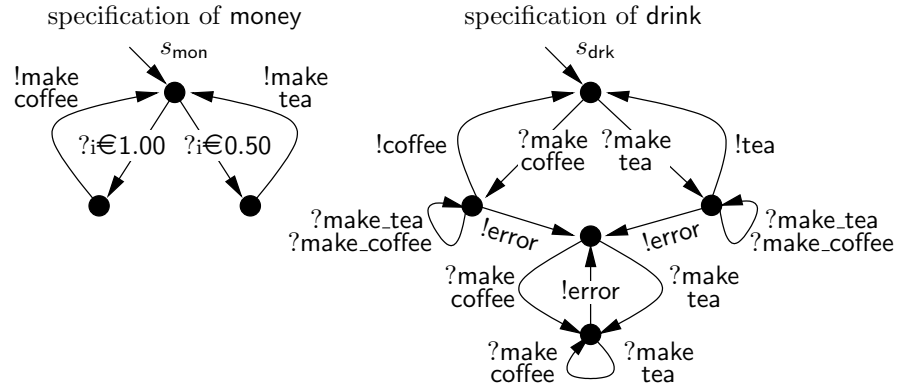 specification of money
s_mon
!make
coffee
!make
tea
?i€1.00
?i€0.50
specification of drink
s_drk
!coffee
?make
coffee
?make
tea
!tea
?make_tea
?make_coffee
!error
!error
?make_tea
?make_coffee
?make
coffee
!error
?make
tea
?make
coffee
?make
tea